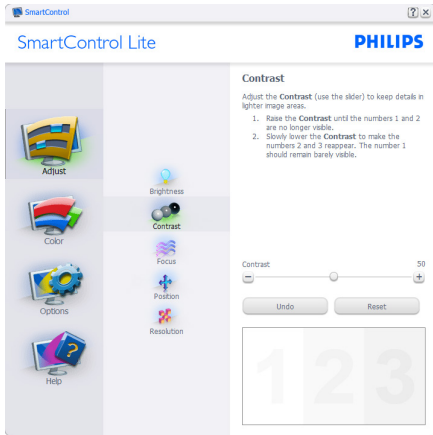 SmartControl
SmartControl Lite
PHILIPS
Adjust
Color
Options
Help
Brightness
Contrast
Focus
Position
Resolution
Contrast
Adjust the Contrast (use the slider) to keep details in
lighter image areas.
1. Raise the Contrast until the numbers 1 and 2
are no longer visible.
2. Slowly lower the Contrast to make the
numbers 2 and 3 reappear. The number 1
should remain barely visible.
Contrast 50
Undo Reset
1 2 3